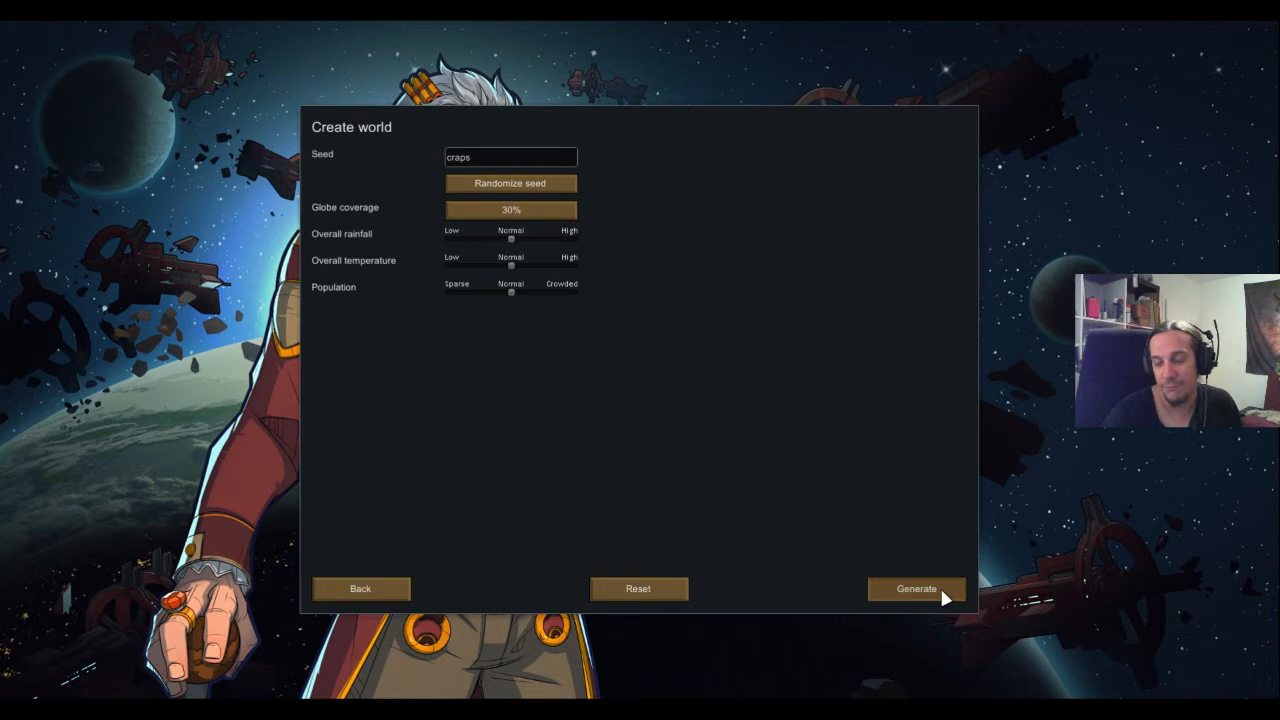 Create world
Seed craps
Randomize seed
Globe coverage 30%
Overall rainfall Low Normal High
Overall temperature Low Normal High
Population Sparse Normal Crowded
Back Reset Generate